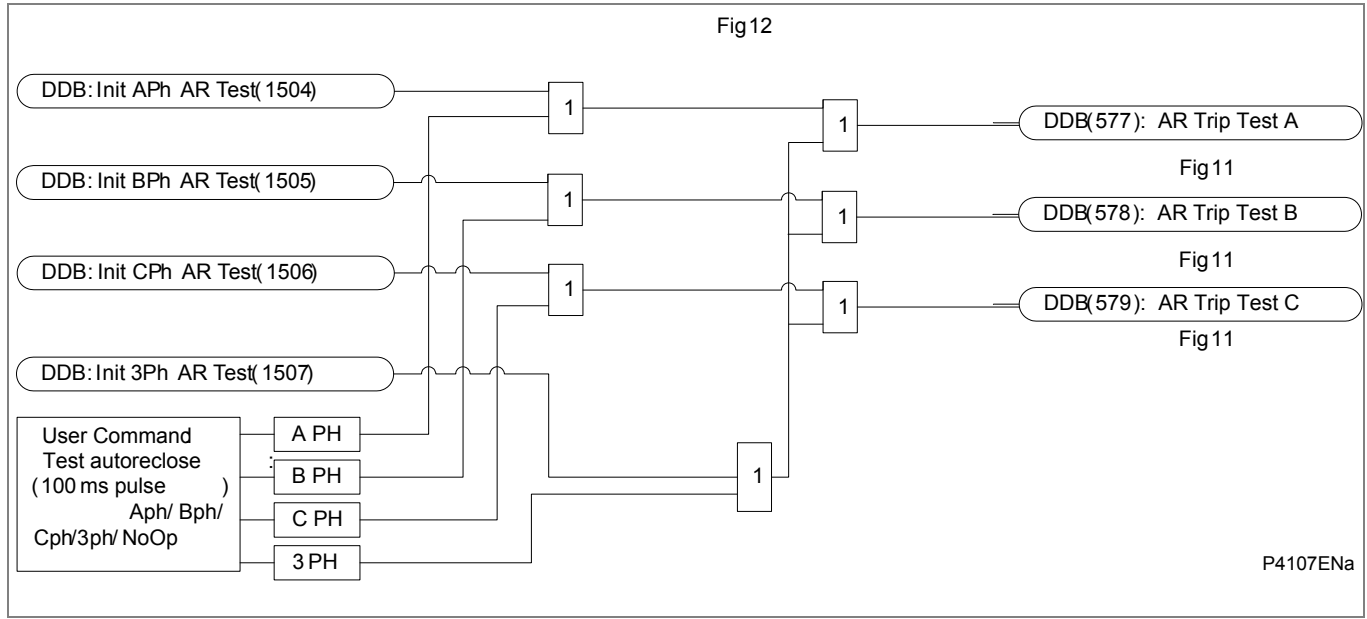 Fig12
DDB: Init APh AR Test(1504)
1
1
DDB(577): AR Trip Test A
Fig11
DDB: Init BPh AR Test(1505)
1
1
DDB(578): AR Trip Test B
Fig11
DDB: Init CPh AR Test(1506)
1
1
DDB(579): AR Trip Test C
Fig11
DDB: Init 3Ph AR Test(1507)
User Command
Test autoreclose :
(100 ms pulse )
Aph/ Bph/
Cph/3ph/ NoOp
A PH
B PH
C PH
3 PH
1
P4107ENa